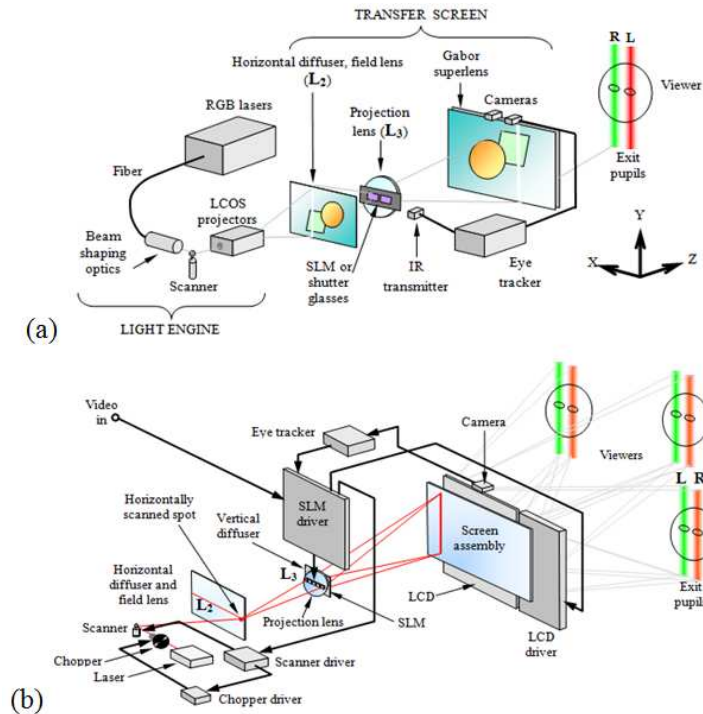 TRANSFER SCREEN
Horizontal diffuser, field lens
(L₂)
Gabor
superlens
R L
Cameras
Viewer
RGB lasers
Projection
lens (L₃)
Exit
pupils
Fiber
LCOS
projectors
Beam
shaping
optics
Scanner
SLM or
shutter
glasses
IR
transmitter
Eye
tracker
Y
X
Z
LIGHT ENGINE
(a)
Video
in
Eye tracker
Camera
Viewers
SLM
driver
Horizontally
scanned spot
Vertical
diffuser
Screen
assembly
L R
Horizontal
diffuser and
field lens
L₃
L₂
Projection lens
SLM
LCD
Exit
pupils
Scanner
LCD
driver
Chopper
Laser
Scanner driver
Chopper driver
(b)